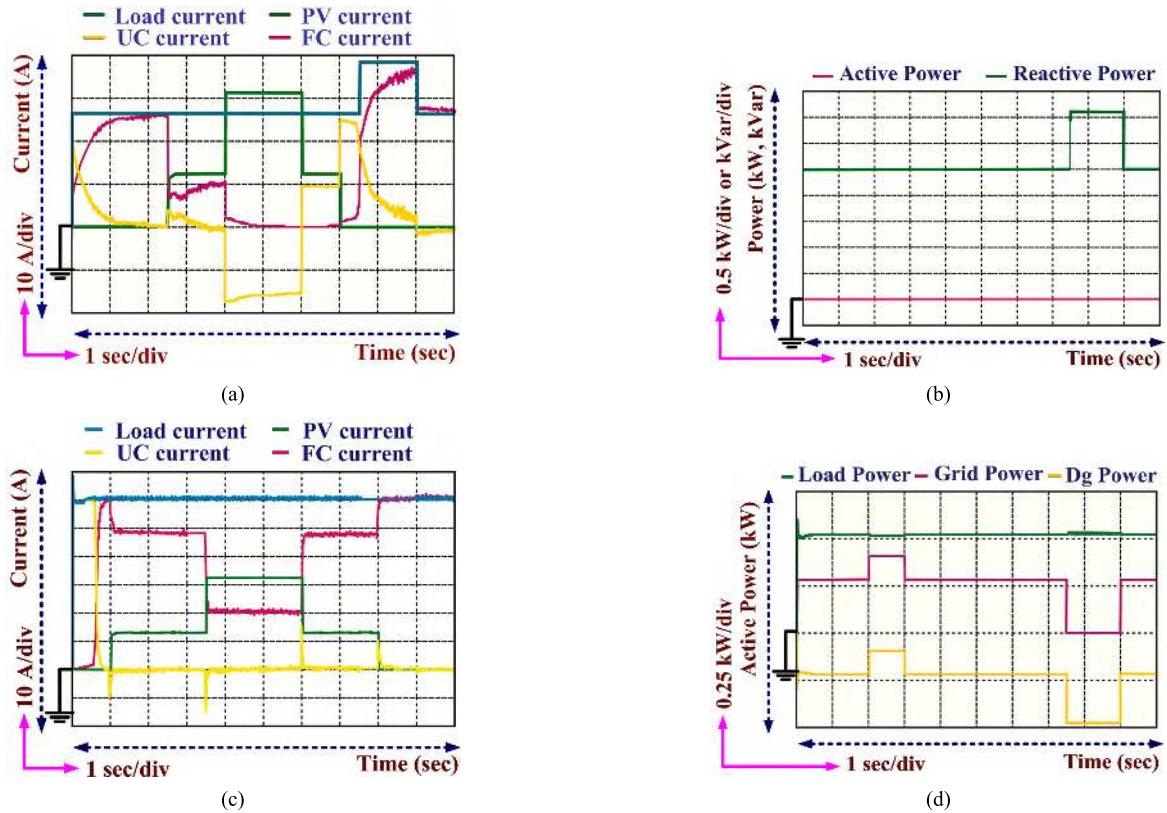 Load current PV current
UC current FC current
Current (A)
10 A/div
1 sec/div
Time (sec)
(a)
Active Power Reactive Power
0.5 kW/div or kVar/div
Power (kW, kVar)
1 sec/div
Time (sec)
(b)
Load current PV current
UC current FC current
Current (A)
10 A/div
1 sec/div
Time (sec)
(c)
Load Power Grid Power Dg Power
0.25 kW/div
Active Power (kW)
1 sec/div
Time (sec)
(d)